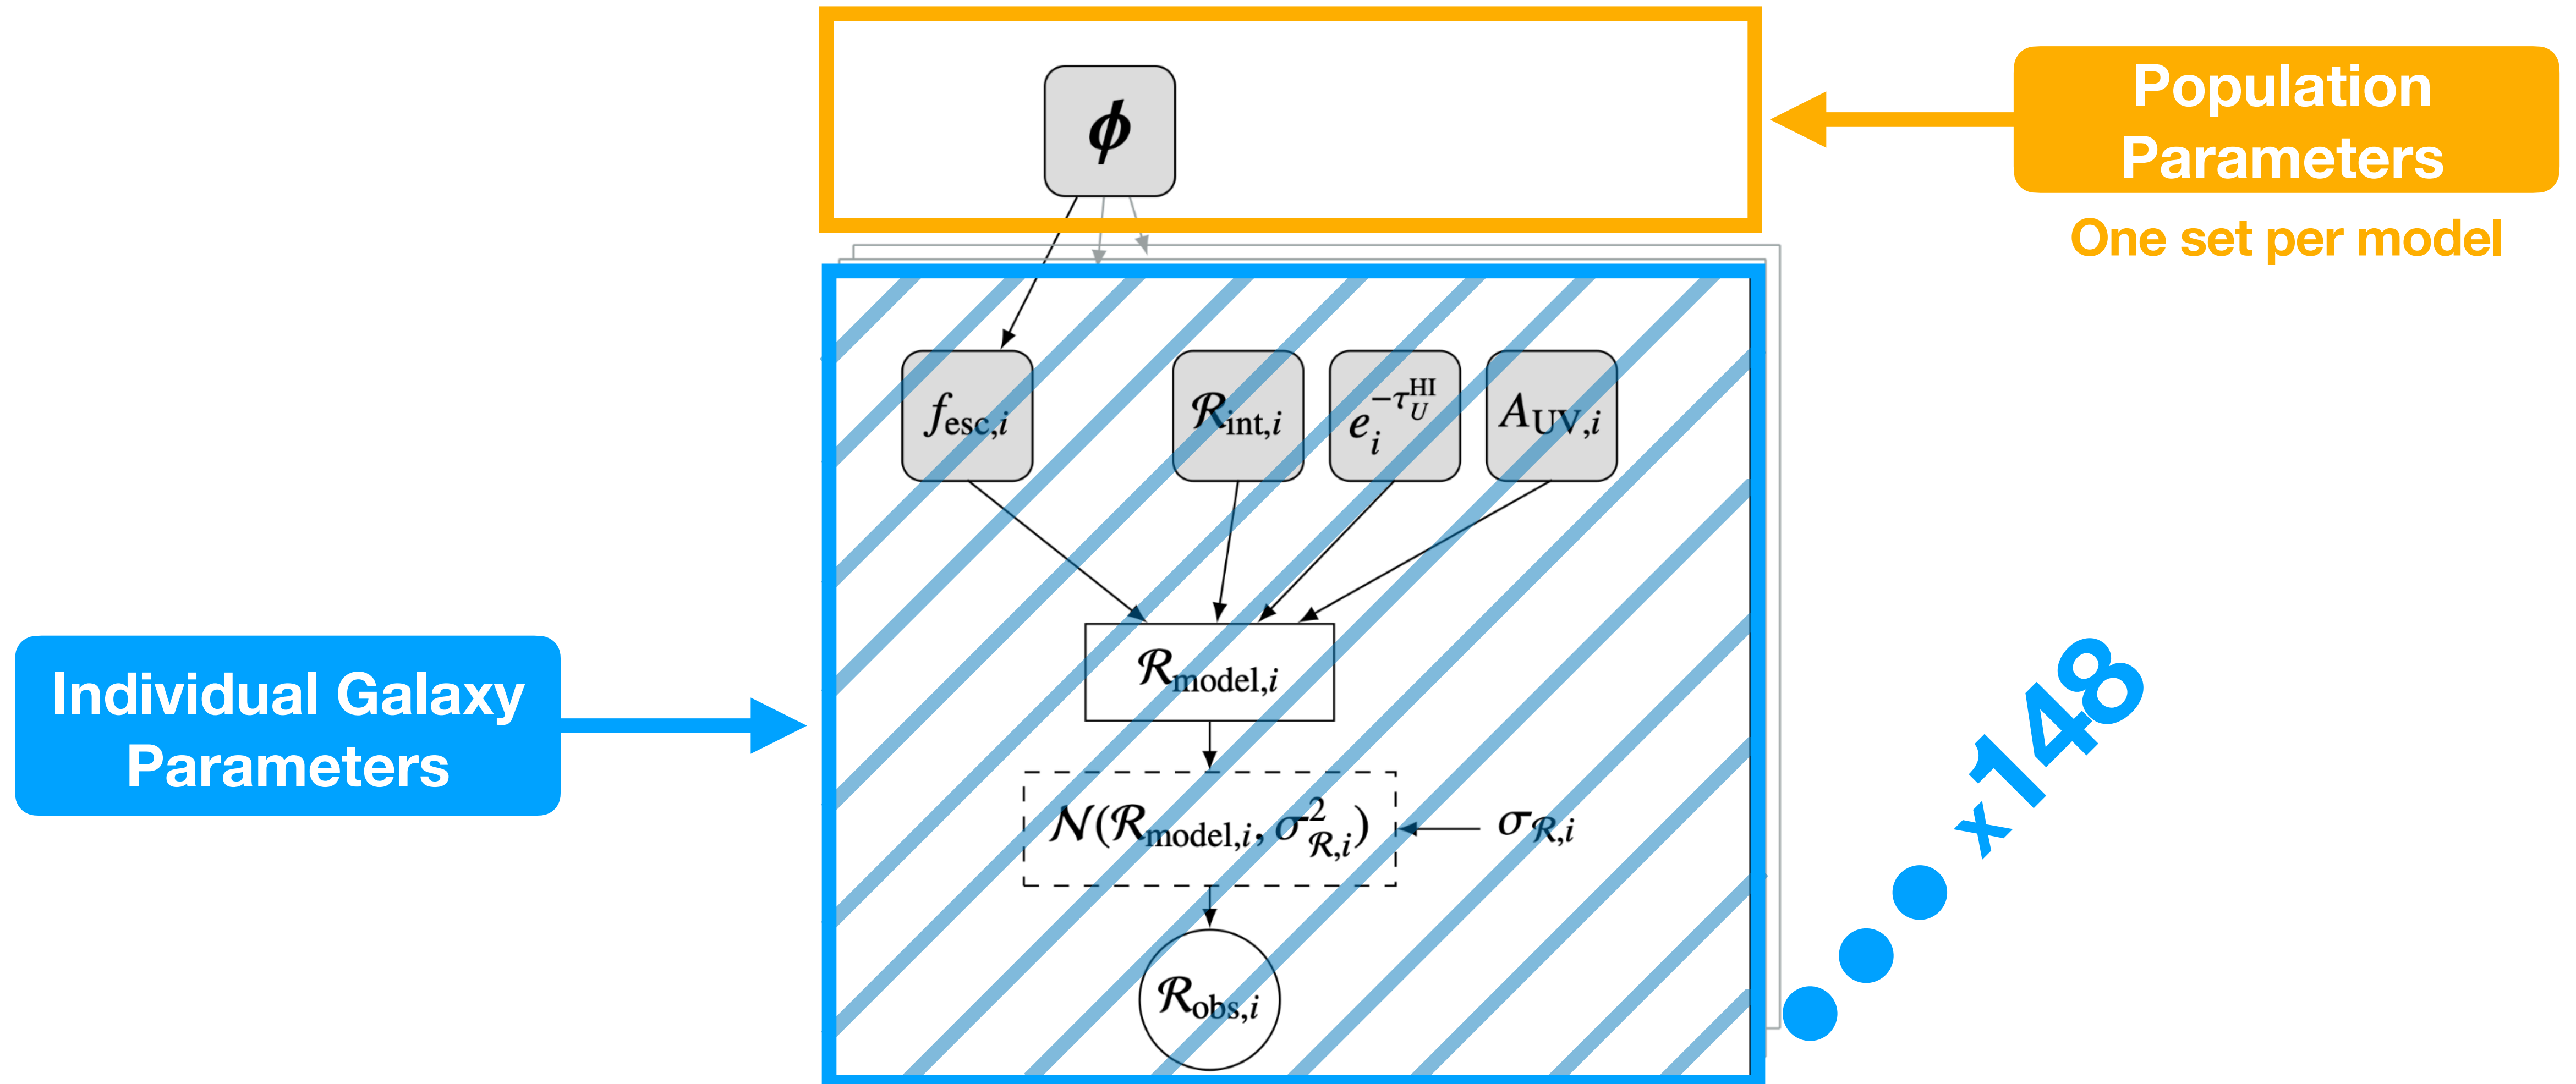 ϕ
Population
Parameters
One set per model
f_esc,i
ℛ_int,i
e_i^{−τ_U^HI}
A_UV,i
ℛ_model,i
Individual Galaxy
Parameters
𝒩(ℛ_model,i, σ²_ℛ,i)
σ_ℛ,i
x148
ℛ_obs,i